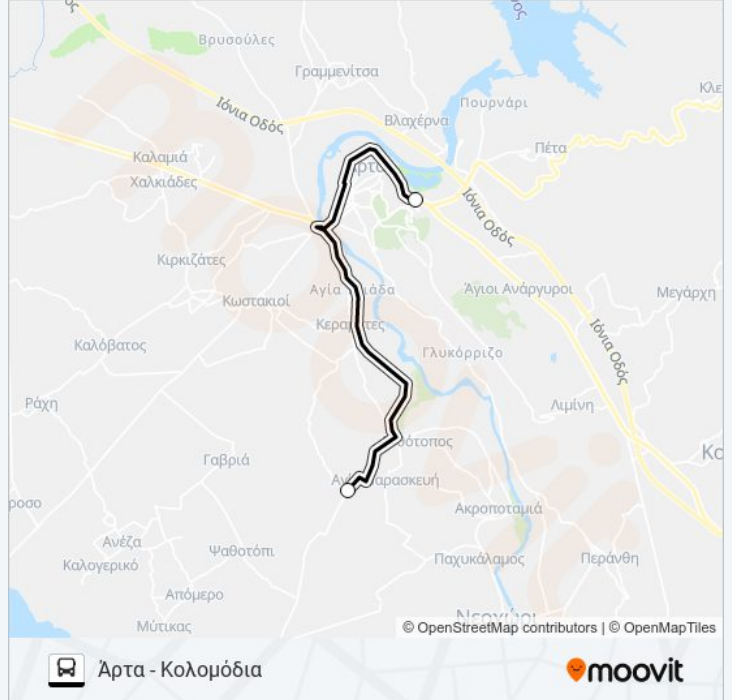 Βρυσούλες
Γραμμενίτσα
Κλε
Ιόνια Οδός
Πουρνάρι
Βλαχέρνα
Πέτα
Καλαμιά
Χαλκιάδες
Ιόνια Οδός
Κιρκιζάτες
Άγιοι Ανάργυροι
Μεγάρχη
Κωστακιοί
Ιόνια Οδός
Καλόβατος
Γλυκόρριζο
Ράχη
Λιμίνη
Γαβριά
Ακροποταμιά
Ανέζα
Ψαθοτόπι
Καλογερικό
Παχυκάλαμος
Περάνθη
Απόμερο
Μύτικας
© OpenStreetMap contributors | © OpenMapTiles
Άρτα - Κολομόδια
moovit